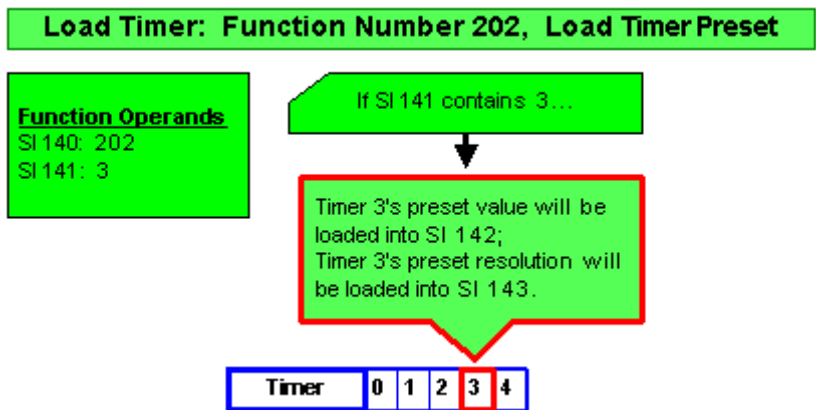 Load Timer: Function Number 202, Load Timer Preset
Function Operands
SI 140: 202
SI 141: 3
If SI 141 contains 3...
Timer 3's preset value will be
loaded into SI 142;
Timer 3's preset resolution will
be loaded into SI 143.
Timer 0 1 2 3 4